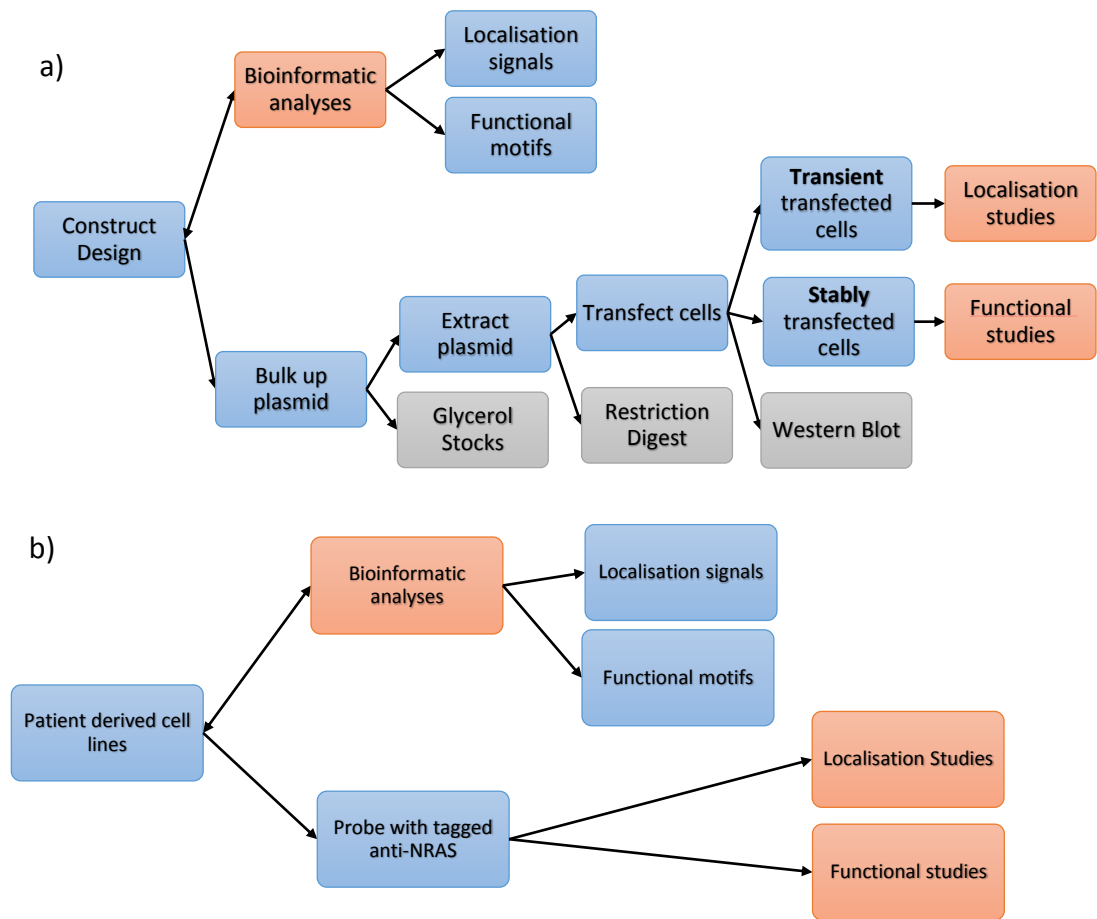 a)
Bioinformatic
analyses
Localisation
signals
Functional
motifs
Construct
Design
Bulk up
plasmid
Extract
plasmid
Glycerol
Stocks
Transfect cells
Restriction
Digest
Transient
transfected
cells
Stably
transfected
cells
Western Blot
Localisation
studies
Functional
studies
b)
Bioinformatic
analyses
Localisation signals
Functional motifs
Patient derived cell
lines
Probe with tagged
anti-NRAS
Localisation Studies
Functional studies